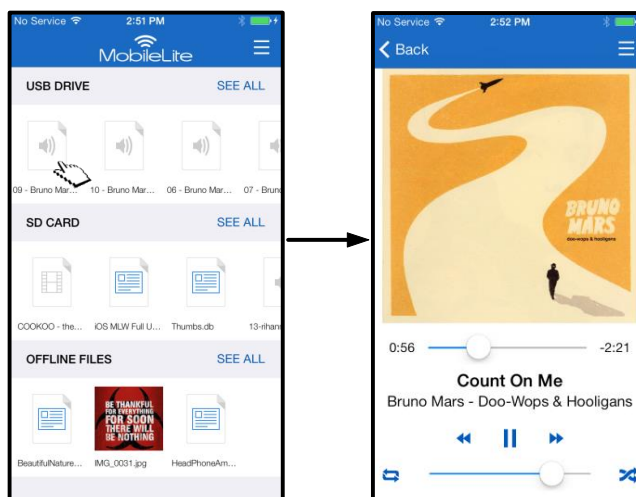 No Service 2:51 PM
MobileLite
USB DRIVE SEE ALL
09 - Bruno Mar... 10 - Bruno Mar... 06 - Bruno Mar... 07 - Brun
SD CARD SEE ALL
COOKOO - the... iOS MLW Full U... Thumbs.db 13-rihann
OFFLINE FILES SEE ALL
BE THANKFUL
FOR EVERYTHING
FOR SOON
THERE WILL
BE NOTHING
BeautifulNature... IMG_0031.jpg HeadPhoneAm...
No Service 2:52 PM
Back
BRUNO
MARS
doo-wops & hooligans
0:56 -2:21
Count On Me
Bruno Mars - Doo-Wops & Hooligans